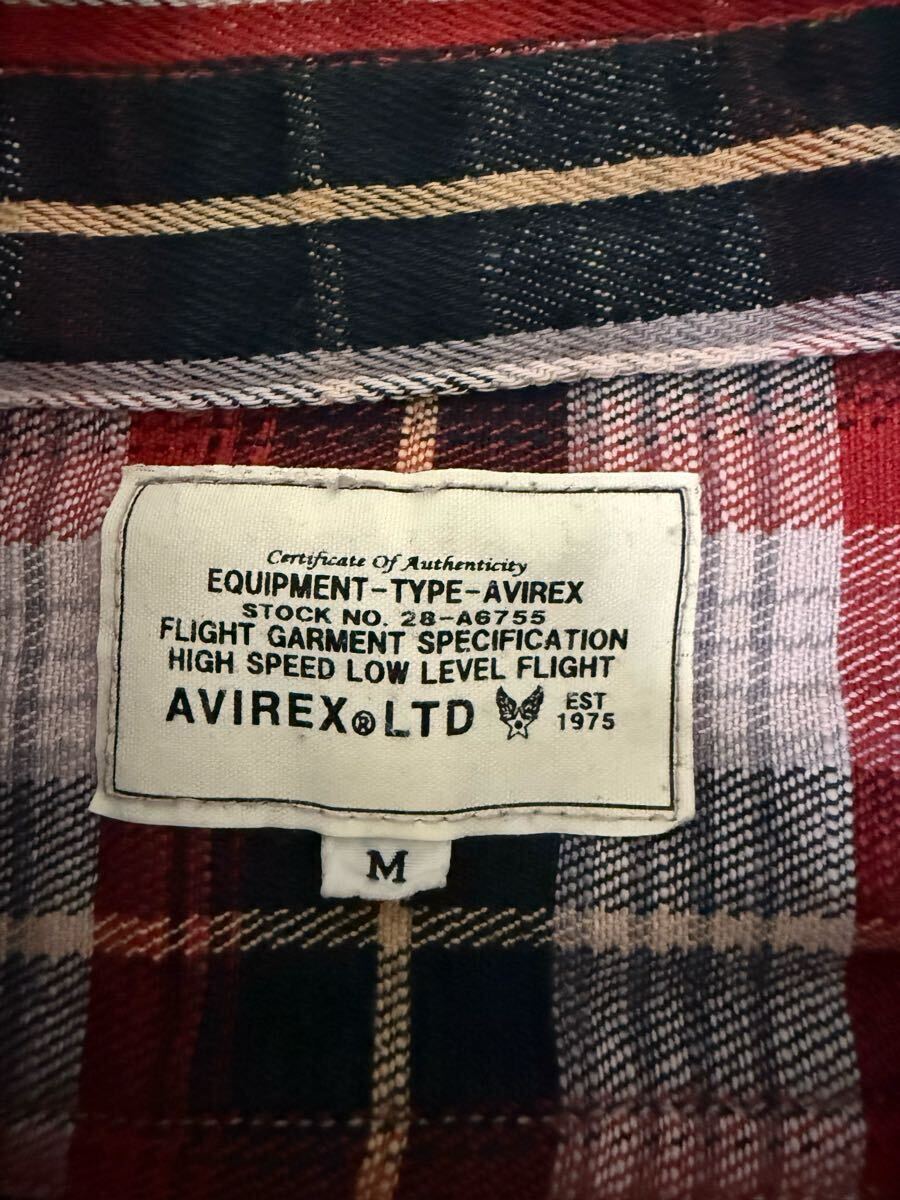 Certificate Of Authenticity
EQUIPMENT-TYPE-AVIREX
STOCK NO. 28-A6755
FLIGHT GARMENT SPECIFICATION
HIGH SPEED LOW LEVEL FLIGHT
AVIREX® LTD EST 1975
M